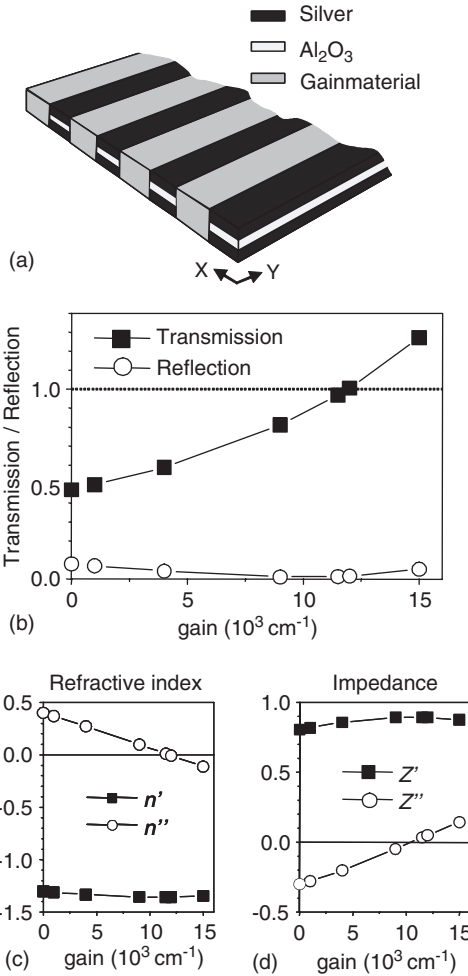 Silver
Al₂O₃
Gainmaterial
(a)
X Y
Transmission
Reflection
Transmission / Reflection
1.0
0.5
0.0
0 5 10 15
gain (10³ cm⁻¹)
(b)
Refractive index
0.5
0.0
-0.5
-1.0
-1.5
n'
n''
0 5 10 15
gain (10³ cm⁻¹)
(c)
Impedance
1.0
0.5
0.0
-0.5
Z'
Z''
0 5 10 15
gain (10³ cm⁻¹)
(d)